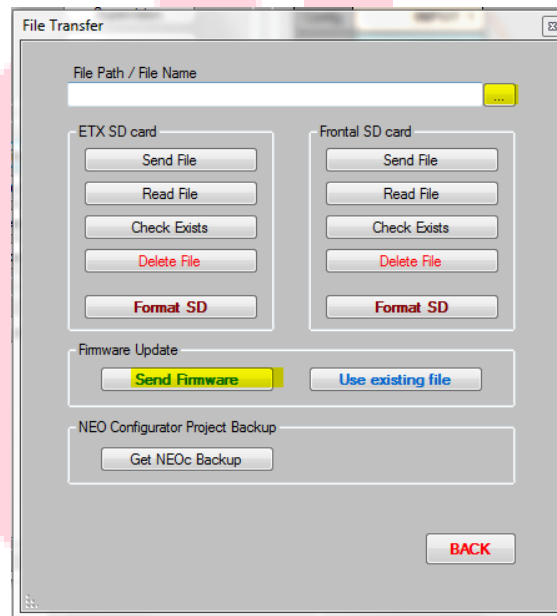 File Transfer
File Path / File Name
...
ETX SD card
Send File
Read File
Check Exists
Delete File
Format SD
Frontal SD card
Send File
Read File
Check Exists
Delete File
Format SD
Firmware Update
Send Firmware
Use existing file
NEO Configurator Project Backup
Get NEOc Backup
BACK